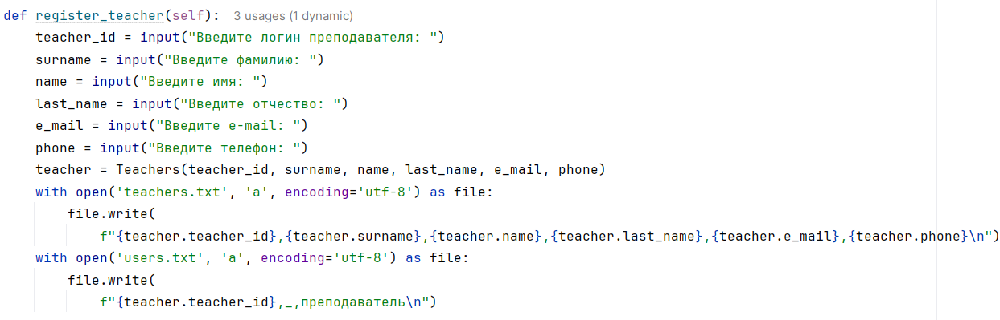 def register_teacher(self):  3 usages (1 dynamic)
    teacher_id = input("Введите логин преподавателя: ")
    surname = input("Введите фамилию: ")
    name = input("Введите имя: ")
    last_name = input("Введите отчество: ")
    e_mail = input("Введите e-mail: ")
    phone = input("Введите телефон: ")
    teacher = Teachers(teacher_id, surname, name, last_name, e_mail, phone)
    with open('teachers.txt', 'a', encoding='utf-8') as file:
        file.write(
            f"{teacher.teacher_id},{teacher.surname},{teacher.name},{teacher.last_name},{teacher.e_mail},{teacher.phone}\n")
    with open('users.txt', 'a', encoding='utf-8') as file:
        file.write(
            f"{teacher.teacher_id},_,преподаватель\n")